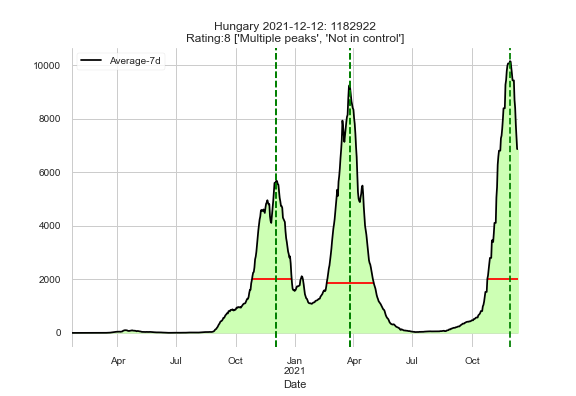 Hungary 2021-12-12: 1182922
Rating:8 ['Multiple peaks', 'Not in control']
Average-7d
10000
8000
6000
4000
2000
0
Apr
Jul
Oct
Jan
2021
Apr
Jul
Oct
Date